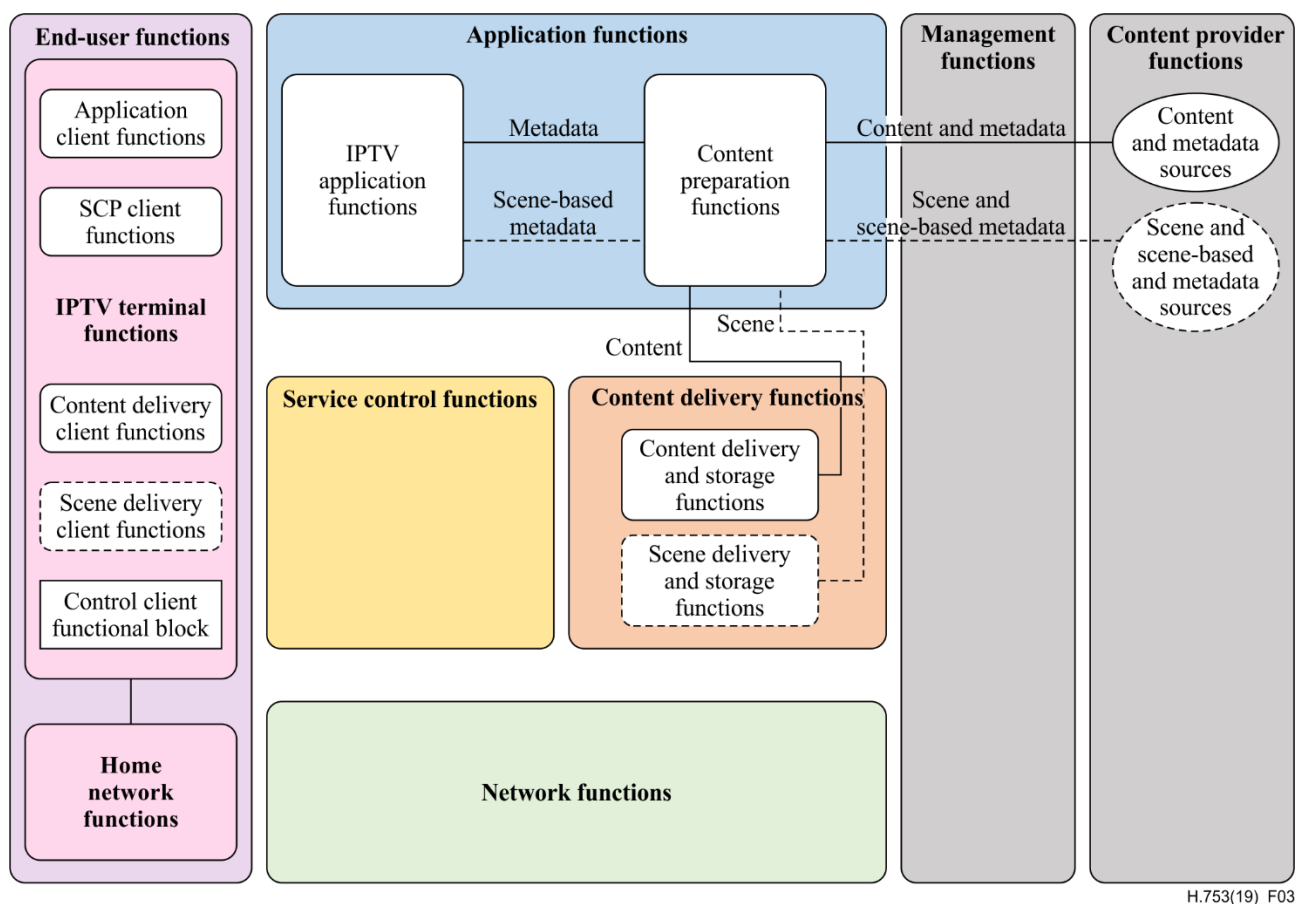 End-user functions
Application
client functions
SCP client
functions
IPTV terminal
functions
Content delivery
client functions
Scene delivery
client functions
Control client
functional block
Home
network
functions
Application functions
IPTV
application
functions
Metadata
Scene-based
metadata
Content
preparation
functions
Content and metadata
Scene and
scene-based metadata
Scene
Content
Service control functions
Content delivery functions
Content delivery
and storage
functions
Scene delivery
and storage
functions
Network functions
Management
functions
Content provider
functions
Content
and metadata
sources
Scene and
scene-based
and metadata
sources
H.753(19)_F03